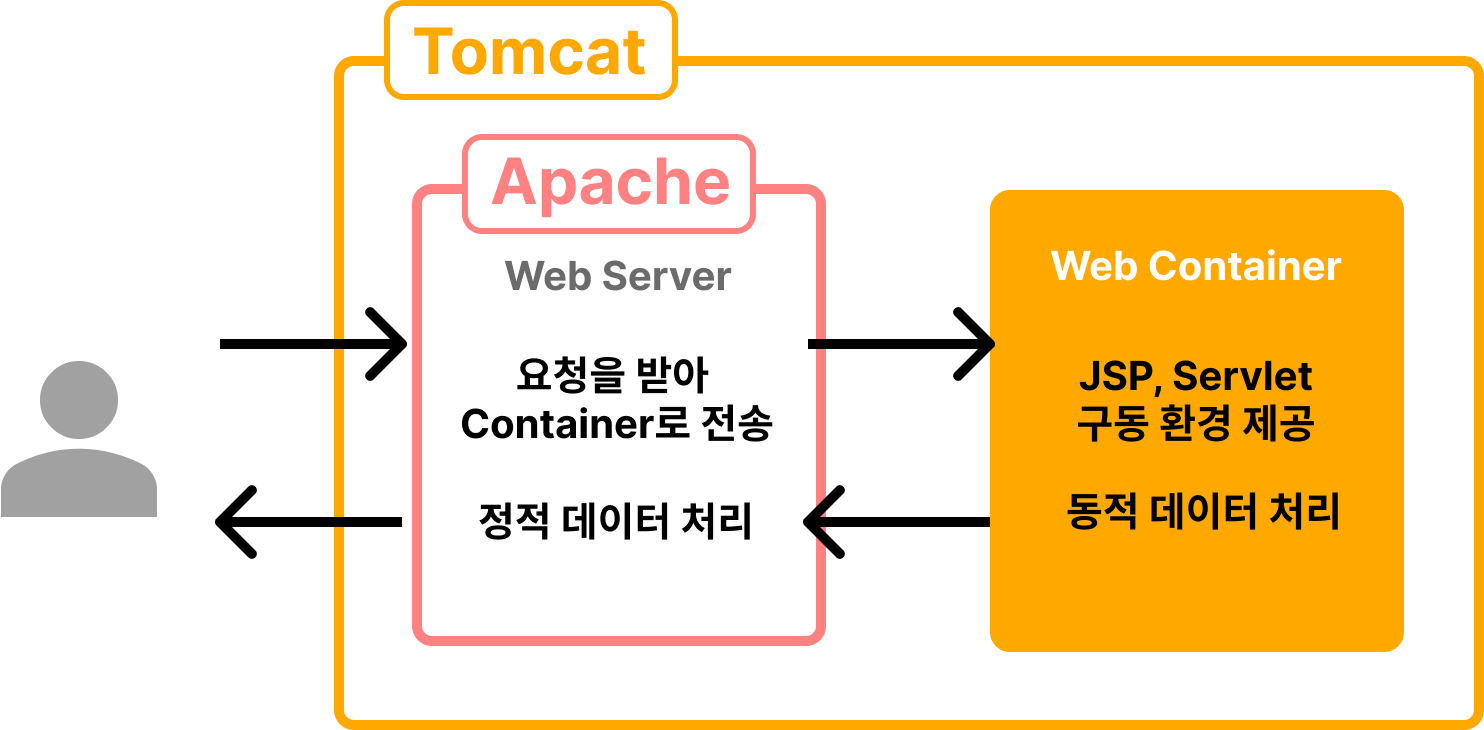 Tomcat
Apache
Web Server
요청을 받아
Container로 전송
정적 데이터 처리
Web Container
JSP, Servlet
구동 환경 제공
동적 데이터 처리